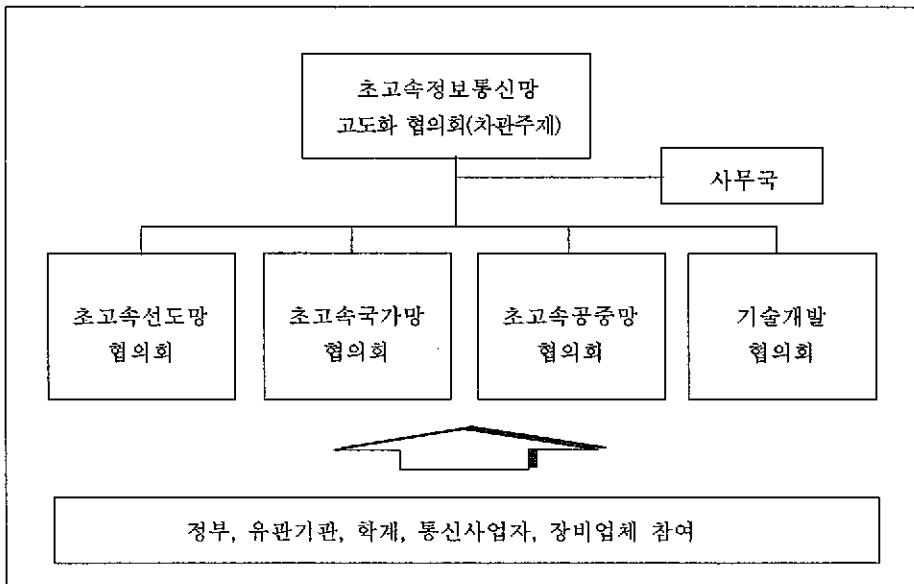 초고속정보통신망
고도화 협의회(차관주재)
사무국
초고속선도망
협의회
초고속국가망
협의회
초고속공중망
협의회
기술개발
협의회
정부, 유관기관, 학계, 통신사업자, 장비업체 참여